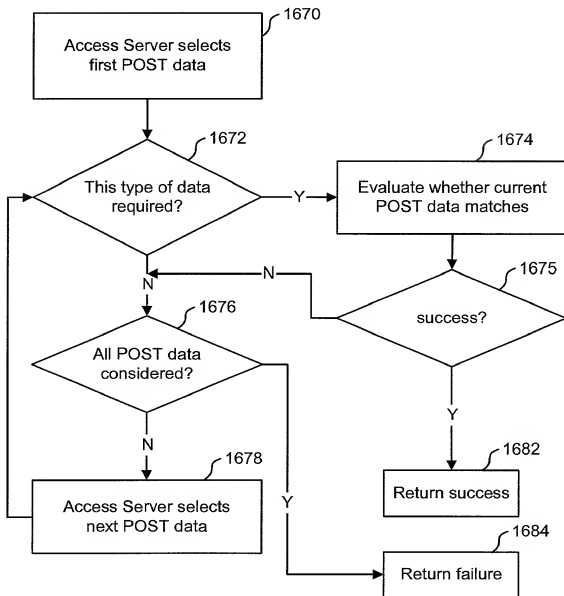 1670
Access Server selects
first POST data
1672
This type of data
required?
Y
1674
Evaluate whether current
POST data matches
N
N
1675
success?
1676
All POST data
considered?
Y
N
1678
Access Server selects
next POST data
Y
1682
Return success
1684
Return failure